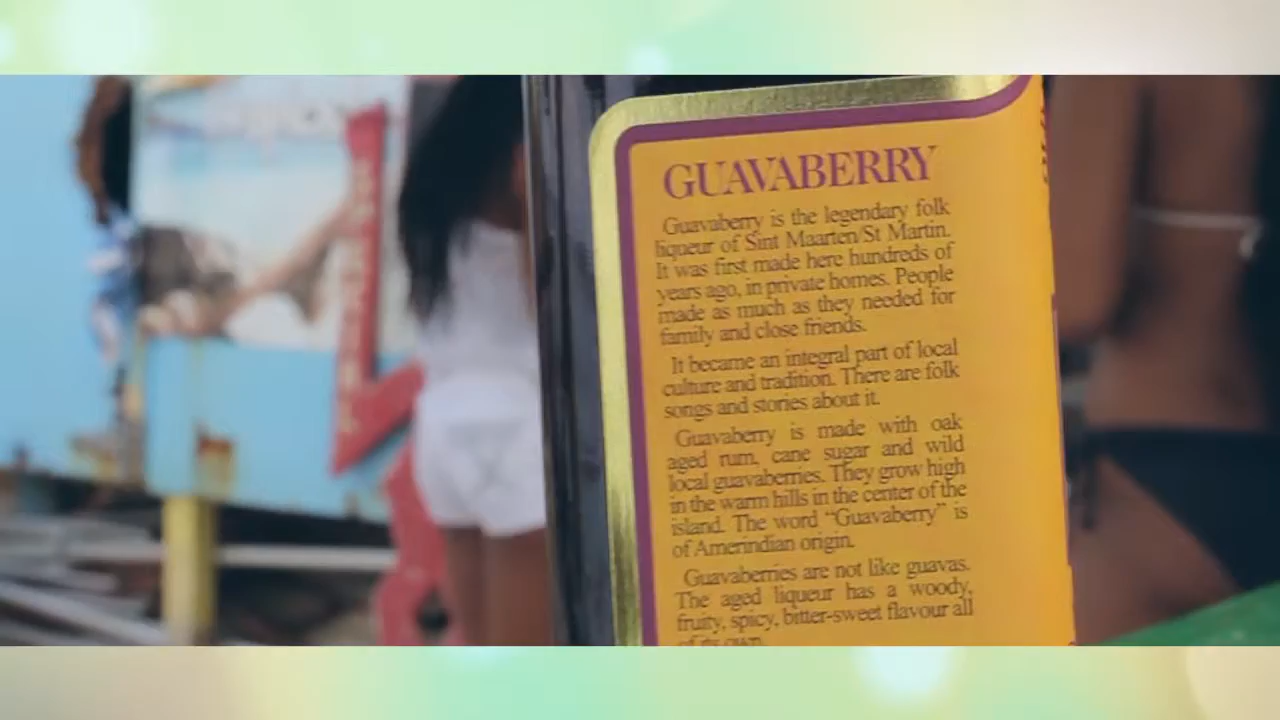 GUAVABERRY
Guavaberry is the legendary folk
liqueur of Sint Maarten/St Martin.
It was first made here hundreds of
years ago, in private homes. People
made as much as they needed for
family and close friends.
It became an integral part of local
culture and tradition. There are folk
songs and stories about it.
Guavaberry is made with oak
aged rum, cane sugar and wild
local guavaberries. They grow high
in the warm hills in the center of the
island. The word “Guavaberry” is
of Amerindian origin.
Guavaberries are not like guavas.
The aged liqueur has a woody,
fruity, spicy, bitter-sweet flavour all
of its own.